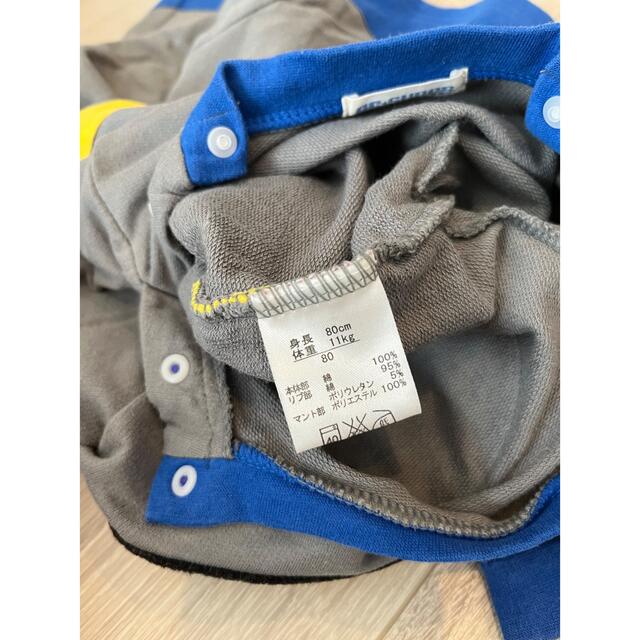 身長 80cm
体重 11kg
80
本体部 綿 100%
リブ部 綿 95%
ポリウレタン 5%
マント部 ポリエステル 100%
40